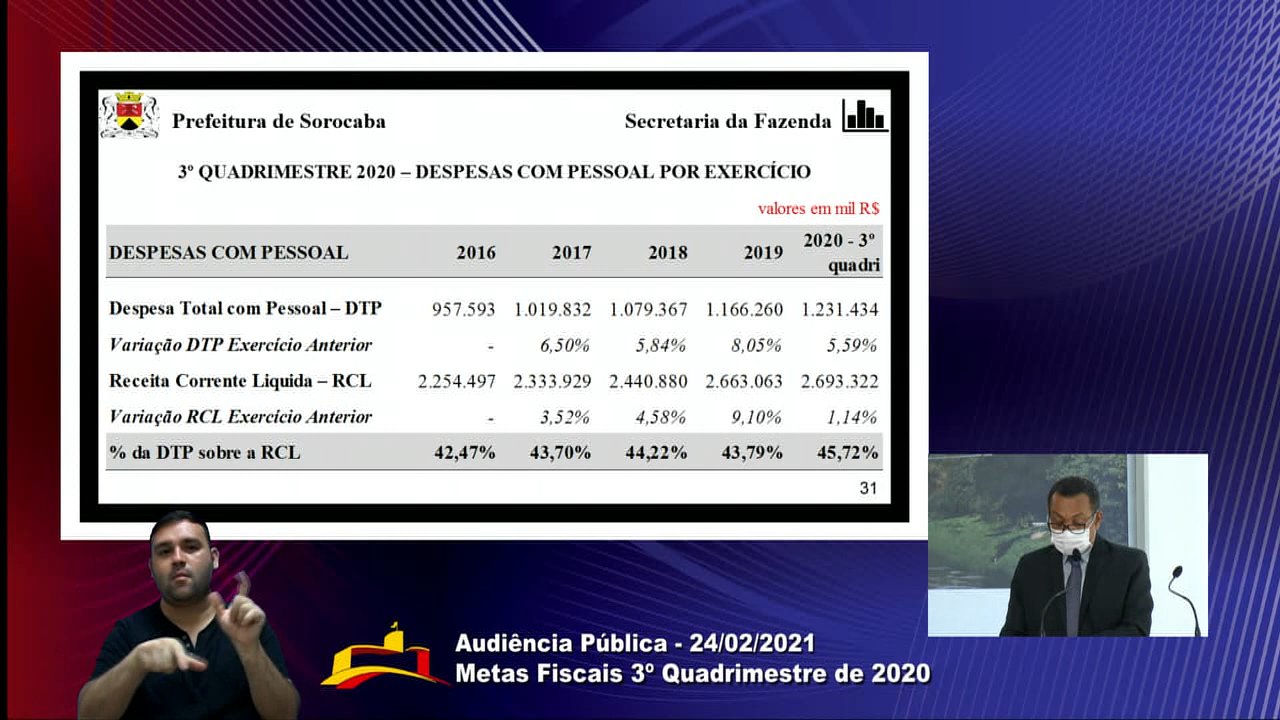 Prefeitura de Sorocaba
Secretaria da Fazenda
3º QUADRIMESTRE 2020 – DESPESAS COM PESSOAL POR EXERCÍCIO
valores em mil R$
DESPESAS COM PESSOAL 2016 2017 2018 2019 2020 - 3º quadri
Despesa Total com Pessoal – DTP 957.593 1.019.832 1.079.367 1.166.260 1.231.434
Variação DTP Exercício Anterior - 6,50% 5,84% 8,05% 5,59%
Receita Corrente Liquida – RCL 2.254.497 2.333.929 2.440.880 2.663.063 2.693.322
Variação RCL Exercício Anterior - 3,52% 4,58% 9,10% 1,14%
% da DTP sobre a RCL 42,47% 43,70% 44,22% 43,79% 45,72%
31
Audiência Pública - 24/02/2021
Metas Fiscais 3º Quadrimestre de 2020